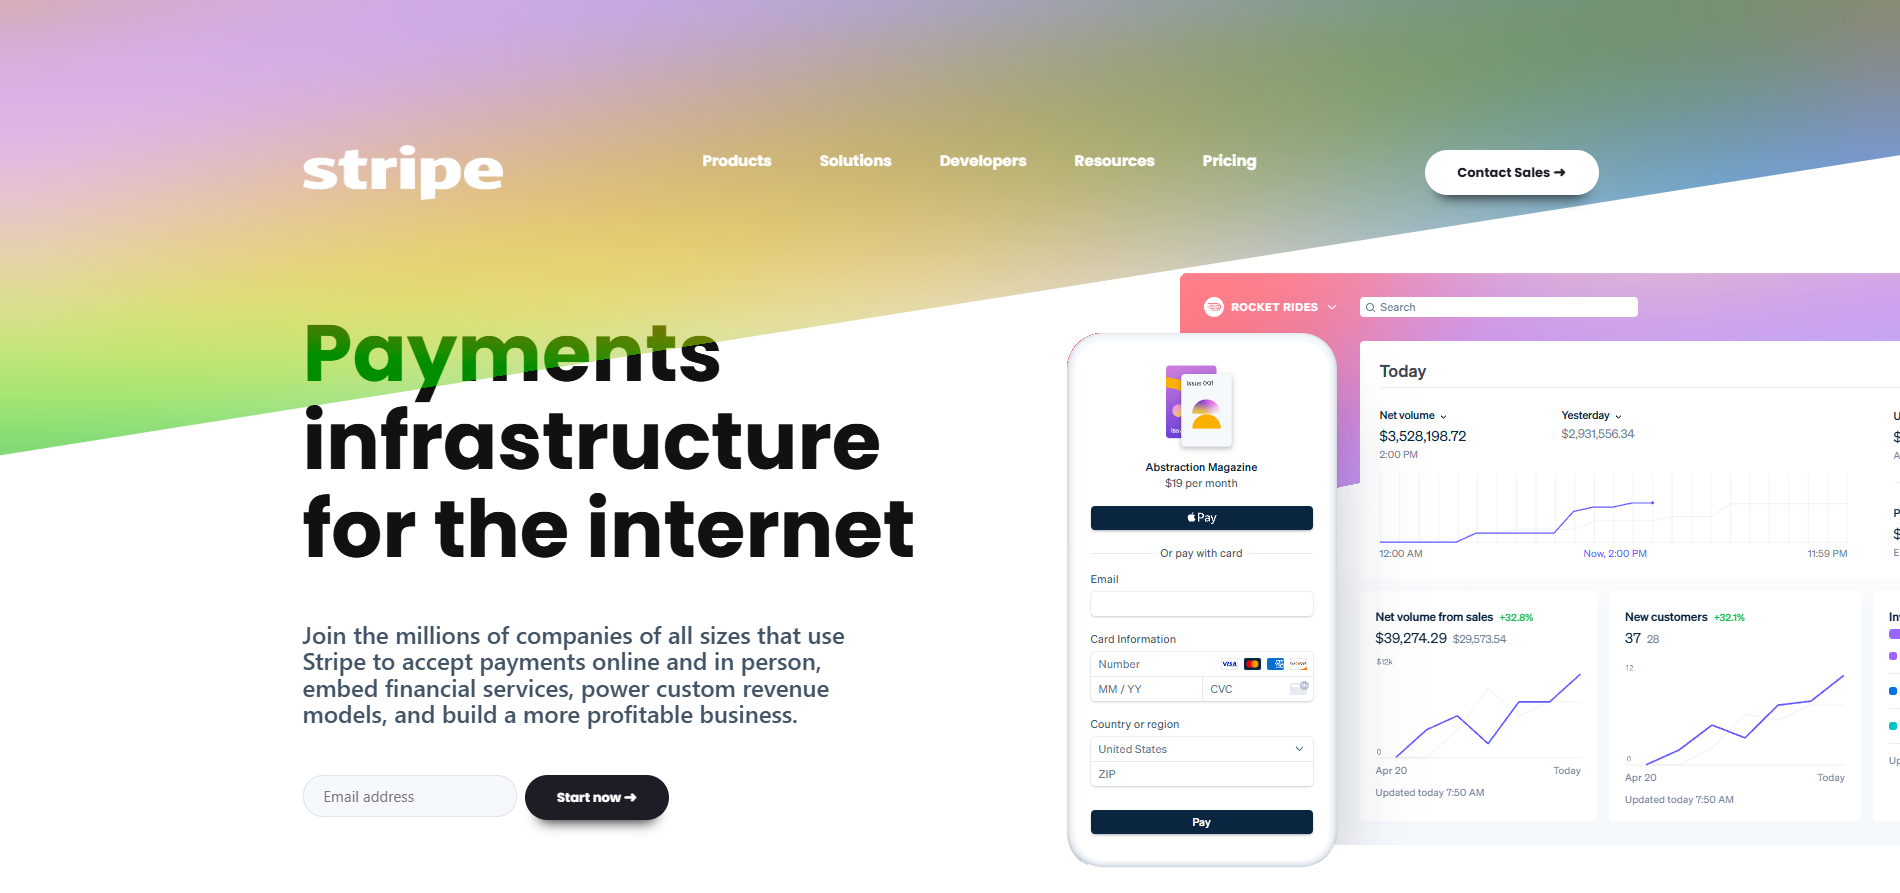 stripe
Products
Solutions
Developers
Resources
Pricing
Contact Sales ➜
Payments
infrastructure
for the internet
Join the millions of companies of all sizes that use
Stripe to accept payments online and in person,
embed financial services, power custom revenue
models, and build a more profitable business.
Email address
Start now ➜
Issue 001
Abstraction Magazine
$19 per month
Pay
Or pay with card
Email
Card Information
Number
VISA
MM / YY
CVC
Country or region
United States
ZIP
Pay
ROCKET RIDES
Search
Today
Net volume
Yesterday
$3,528,198.72
$2,931,556.34
2:00 PM
12:00 AM
Now, 2:00 PM
11:59 PM
Net volume from sales +32.8%
$39,274.29 $29,573.54
$12k
0
Apr 20
Today
Updated today 7:50 AM
New customers +32.1%
37 28
12
0
Apr 20
Today
Updated today 7:50 AM